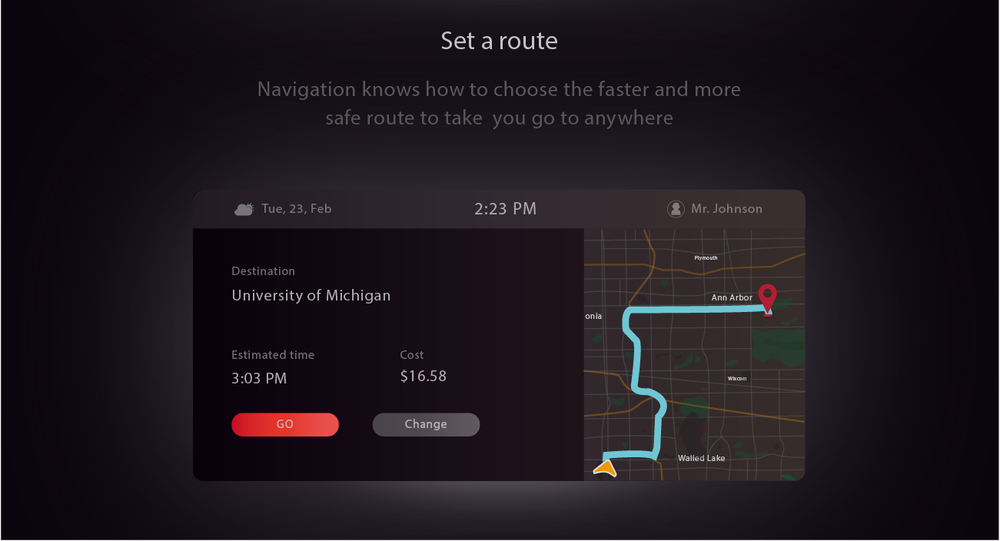 Set a route
Navigation knows how to choose the faster and more
safe route to take you go to anywhere
Tue, 23, Feb
2:23 PM
Mr. Johnson
Destination
University of Michigan
Estimated time
3:03 PM
Cost
$16.58
GO
Change
Plymouth
Ann Arbor
onia
Wixcom
Walled Lake